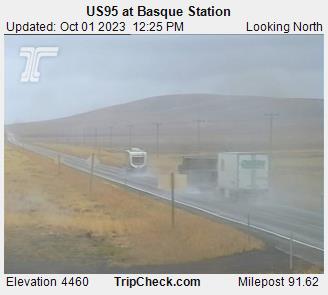 US95 at Basque Station
Updated: Oct 01 2023 12:25 PM Looking North
Elevation 4460 TripCheck.com Milepost 91.62